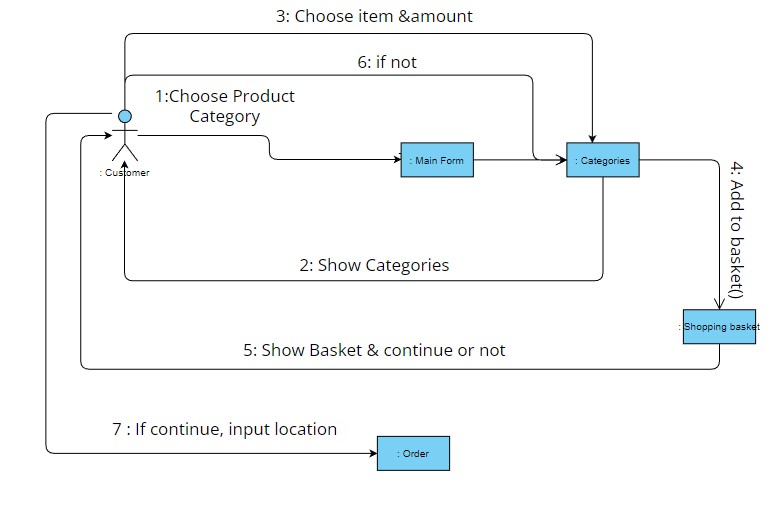 3: Choose item &amount
6: if not
1:Choose Product
Category
: Main Form
: Categories
: Customer
4: Add to basket()
2: Show Categories
: Shopping basket
5: Show Basket & continue or not
7 : If continue, input location
: Order